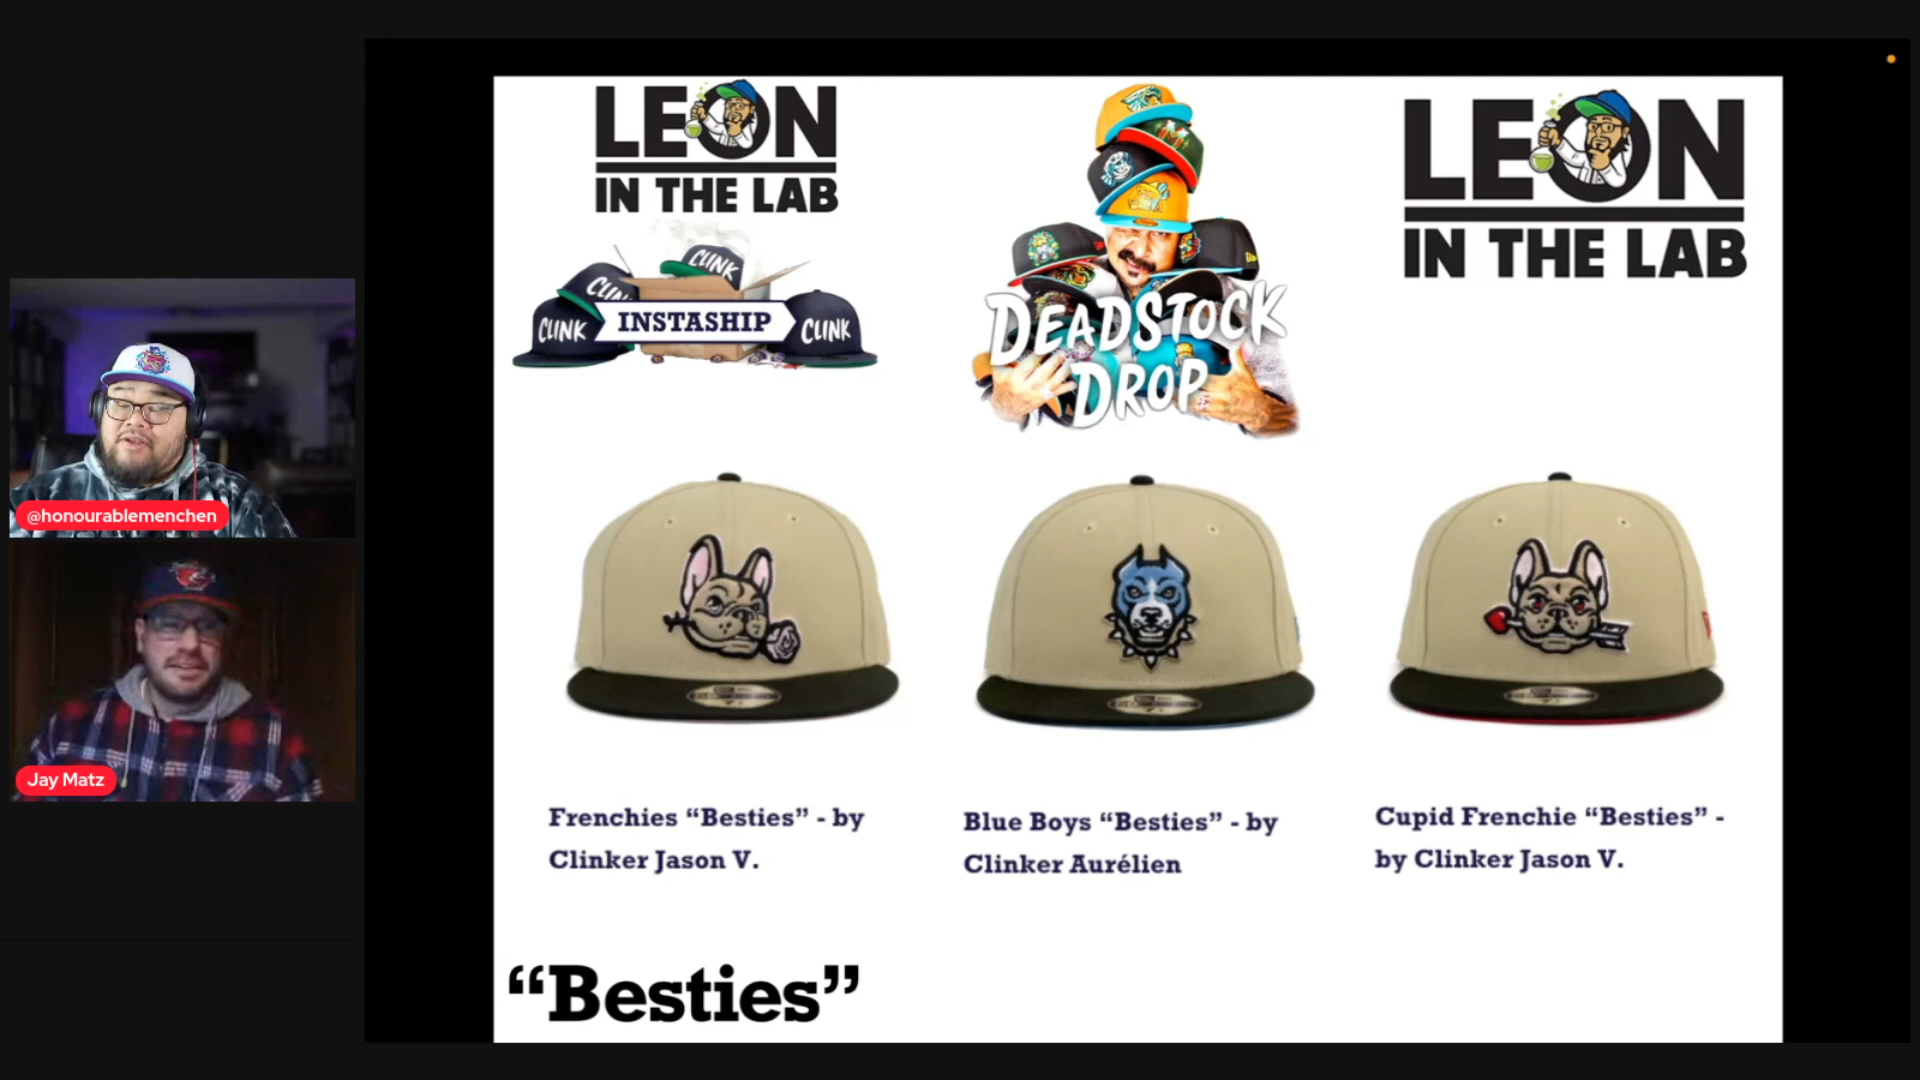 LEON
IN THE LAB
CLINK
CLINK
CLINK
INSTASHIP
CLINK
DEADSTOCK
DROP
LEON
IN THE LAB
@honourablemenchen
Jay Matz
Frenchies “Besties” - by
Clinker Jason V.
Blue Boys “Besties” - by
Clinker Aurélien
Cupid Frenchie “Besties” -
by Clinker Jason V.
“Besties”